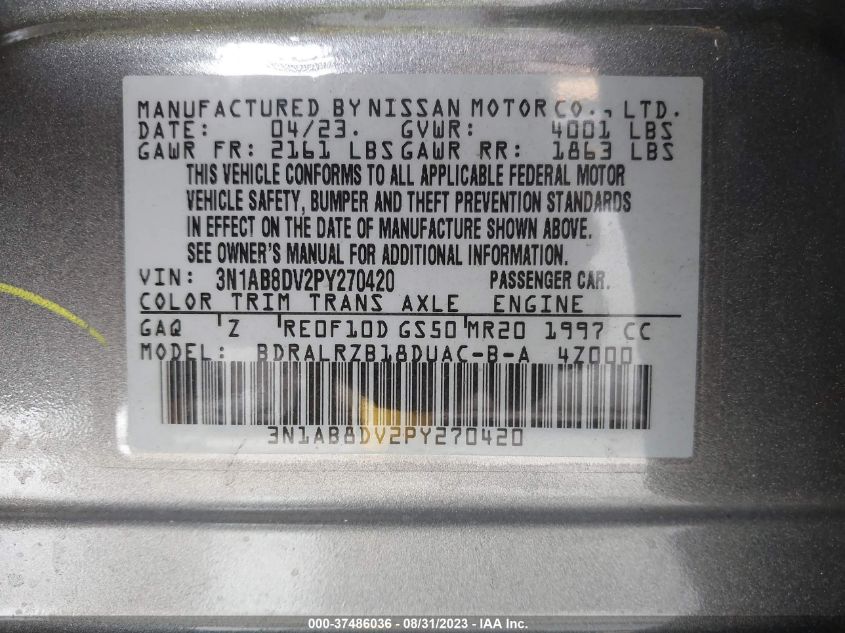 MANUFACTURED BY NISSAN MOTOR CO., LTD.
DATE: 04/23. GVWR: 4001 LBS
GAWR FR: 2161 LBS GAWR RR: 1863 LBS
THIS VEHICLE CONFORMS TO ALL APPLICABLE FEDERAL MOTOR
VEHICLE SAFETY, BUMPER AND THEFT PREVENTION STANDARDS
IN EFFECT ON THE DATE OF MANUFACTURE SHOWN ABOVE.
SEE OWNER'S MANUAL FOR ADDITIONAL INFORMATION.
VIN: 3N1AB8DV2PY270420 PASSENGER CAR.
COLOR TRIM TRANS AXLE ENGINE
GAQ Z RE0F10D GS50 MR20 1997 CC
MODEL: BDRALRZB18DUAC-B-A 4Z000
3N1AB8DV2PY270420
000-37486036 - 08/31/2023 - IAA Inc.